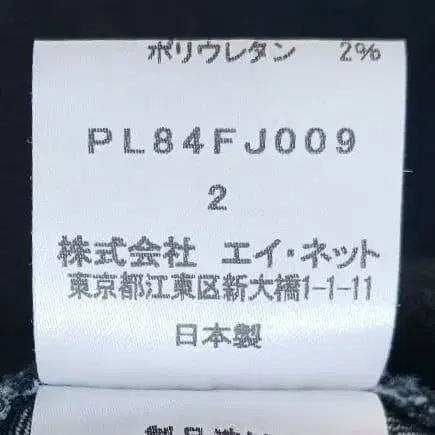 ポリウレタン 2%
PL84FJ009
2
株式会社 エイ・ネット
東京都江東区新大橋1-1-11
日本製